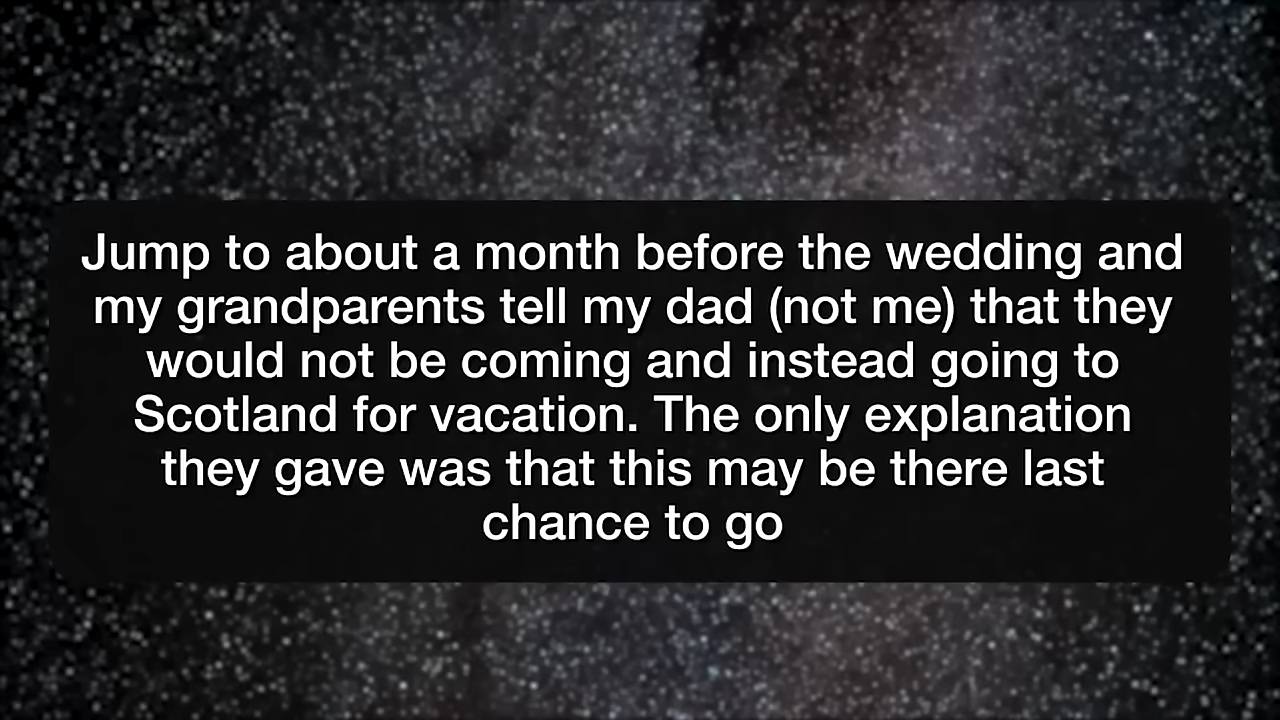 Jump to about a month before the wedding and
my grandparents tell my dad (not me) that they
would not be coming and instead going to
Scotland for vacation. The only explanation
they gave was that this may be there last
chance to go